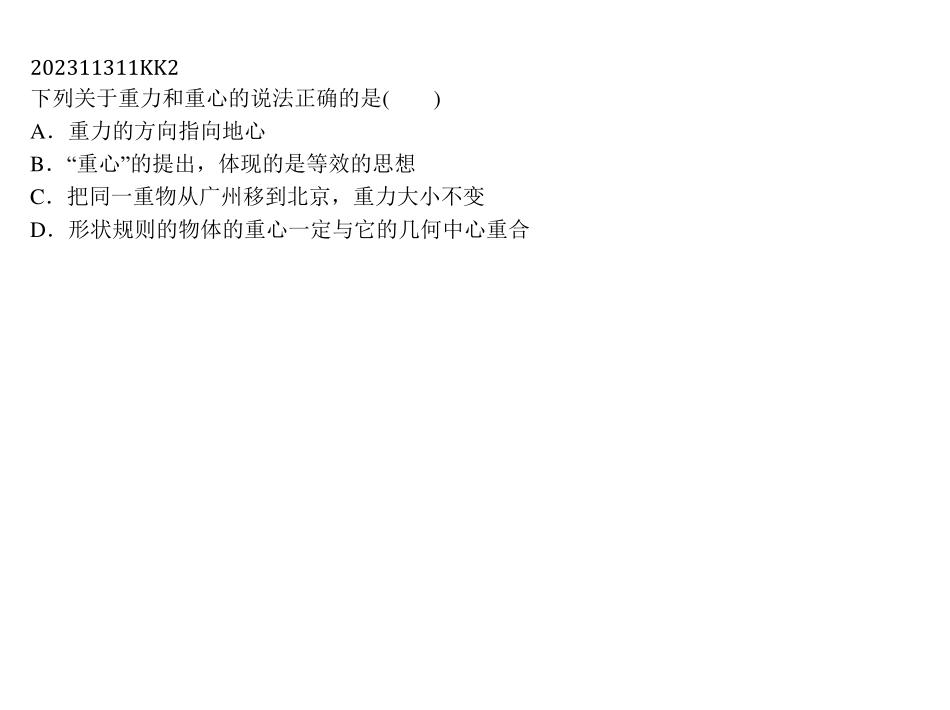 202311311KK2
下列关于重力和重心的说法正确的是(　　)
A．重力的方向指向地心
B．“重心”的提出，体现的是等效的思想
C．把同一重物从广州移到北京，重力大小不变
D．形状规则的物体的重心一定与它的几何中心重合